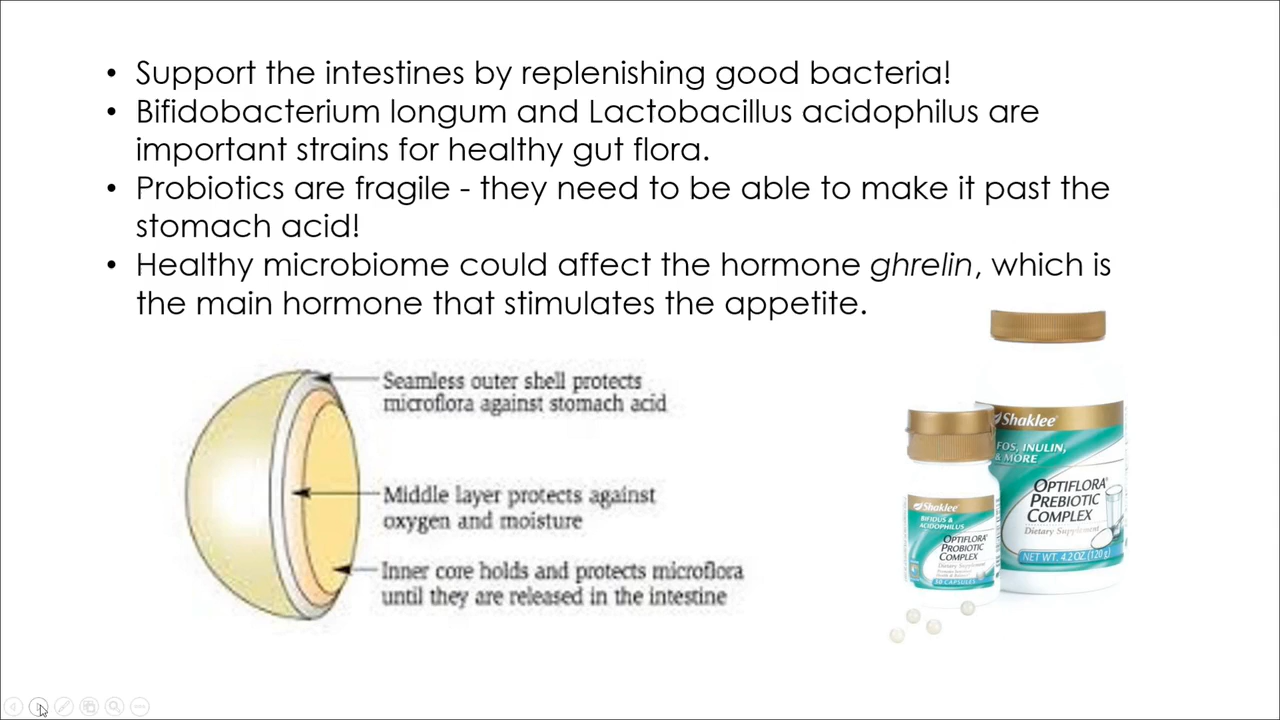 • Support the intestines by replenishing good bacteria!
• Bifidobacterium longum and Lactobacillus acidophilus are
important strains for healthy gut flora.
• Probiotics are fragile - they need to be able to make it past the
stomach acid!
• Healthy microbiome could affect the hormone ghrelin, which is
the main hormone that stimulates the appetite.
Seamless outer shell protects
microflora against stomach acid
Middle layer protects against
oxygen and moisture
Inner core holds and protects microflora
until they are released in the intestine
Shaklee®
FOS, INULIN,
& MORE
OPTIFLORA®
PREBIOTIC
COMPLEX
Dietary Supplement
NET WT. 4.2 OZ. (120 g)
Shaklee®
BIFIDUS &
ACIDOPHILUS
OPTIFLORA®
PROBIOTIC
COMPLEX
Dietary Supplement
CAPSULES